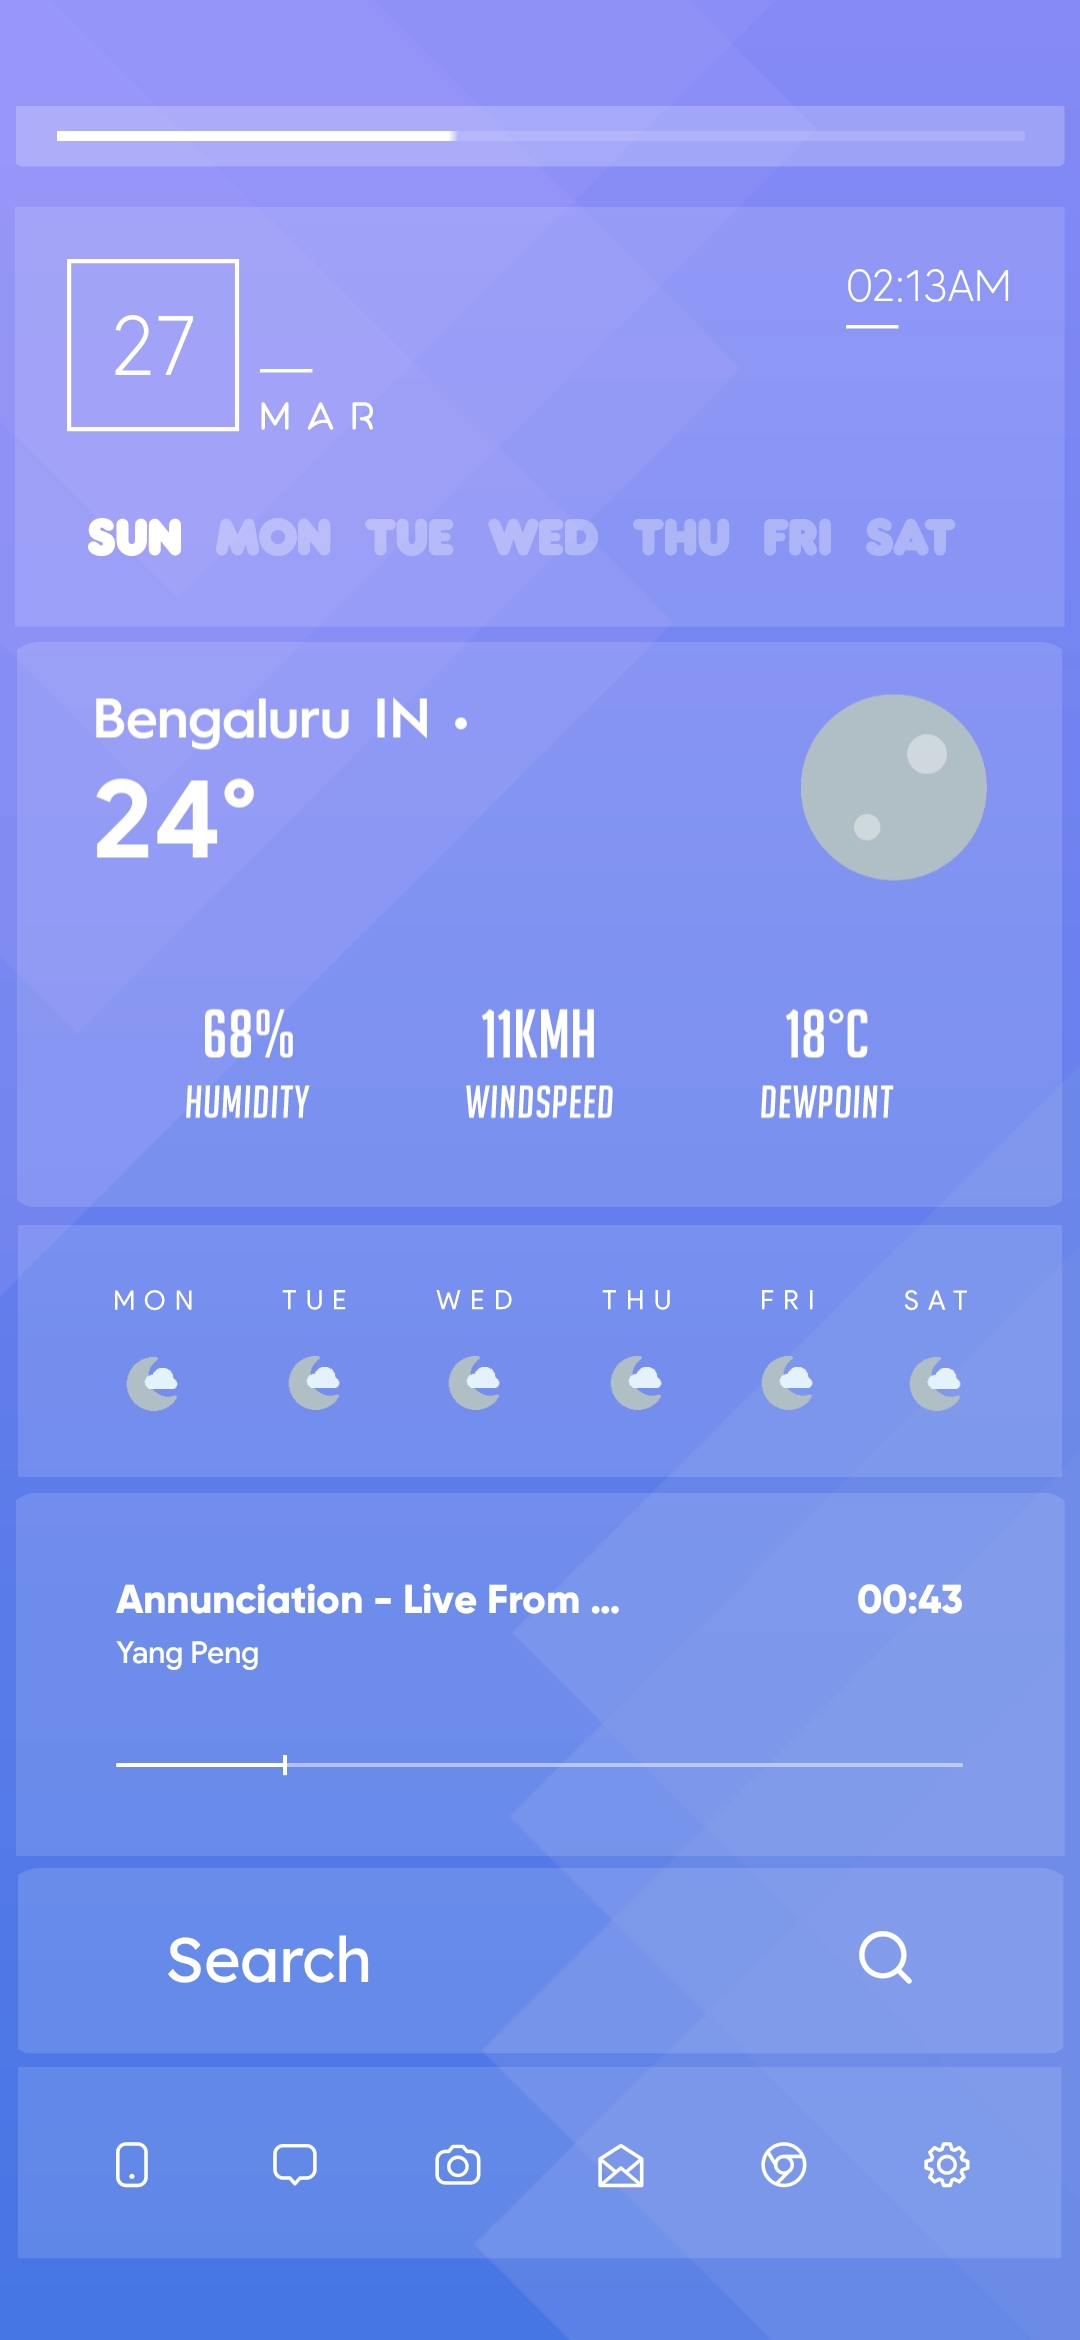 27
MAR
02:13AM
SUN MON TUE WED THU FRI SAT
Bengaluru IN •
24°
68% 11KMH 18°C
HUMIDITY WINDSPEED DEWPOINT
MON TUE WED THU FRI SAT
Annunciation - Live From ... 00:43
Yang Peng
Search